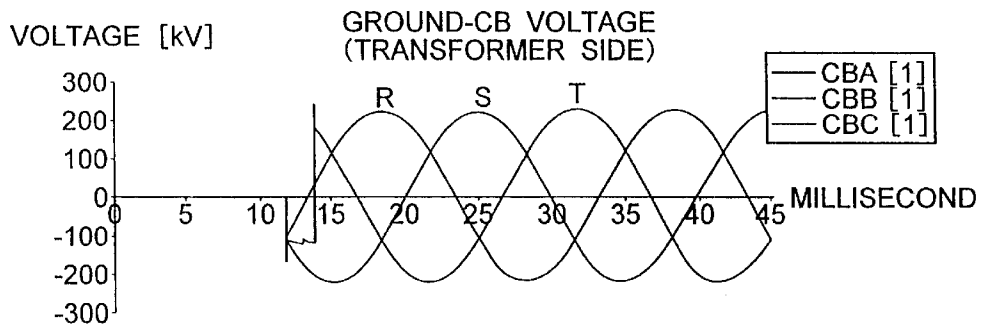 GROUND-CB VOLTAGE
(TRANSFORMER SIDE)
VOLTAGE [kV]
CBA [1]
CBB [1]
CBC [1]
R S T
300
200
100
0
-100
-200
-300
0 5 10 15 20 25 30 35 40 45
MILLISECOND